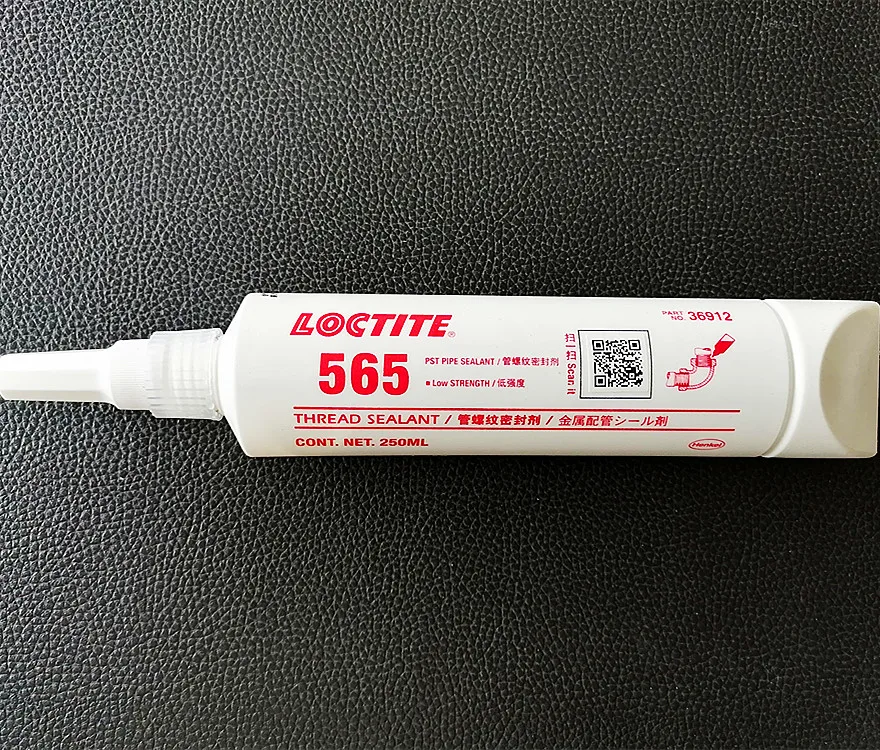 LOCTITE®
565
PST PIPE SEALANT / 管螺纹密封剂
▪ LOW STRENGTH / 低强度
扫一扫 Scan it
PART NO. 36912
THREAD SEALANT / 管螺纹密封剂 / 金属配管シール剤
CONT. NET. 250ML
Henkel